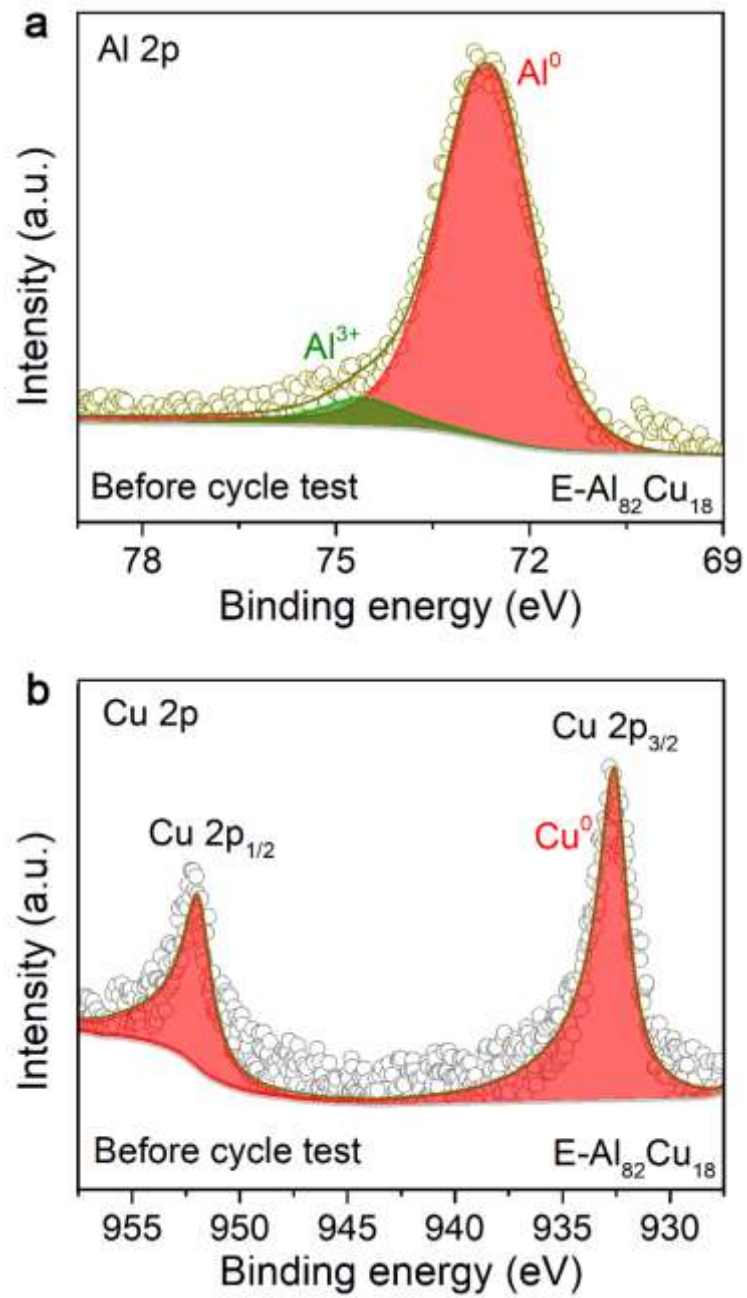 a
Al 2p
Al⁰
Al³⁺
Intensity (a.u.)
Before cycle test
E-Al₈₂Cu₁₈
78 75 72 69
Binding energy (eV)
b
Cu 2p
Cu 2p₃/₂
Cu 2p₁/₂
Cu⁰
Intensity (a.u.)
Before cycle test
E-Al₈₂Cu₁₈
955 950 945 940 935 930
Binding energy (eV)